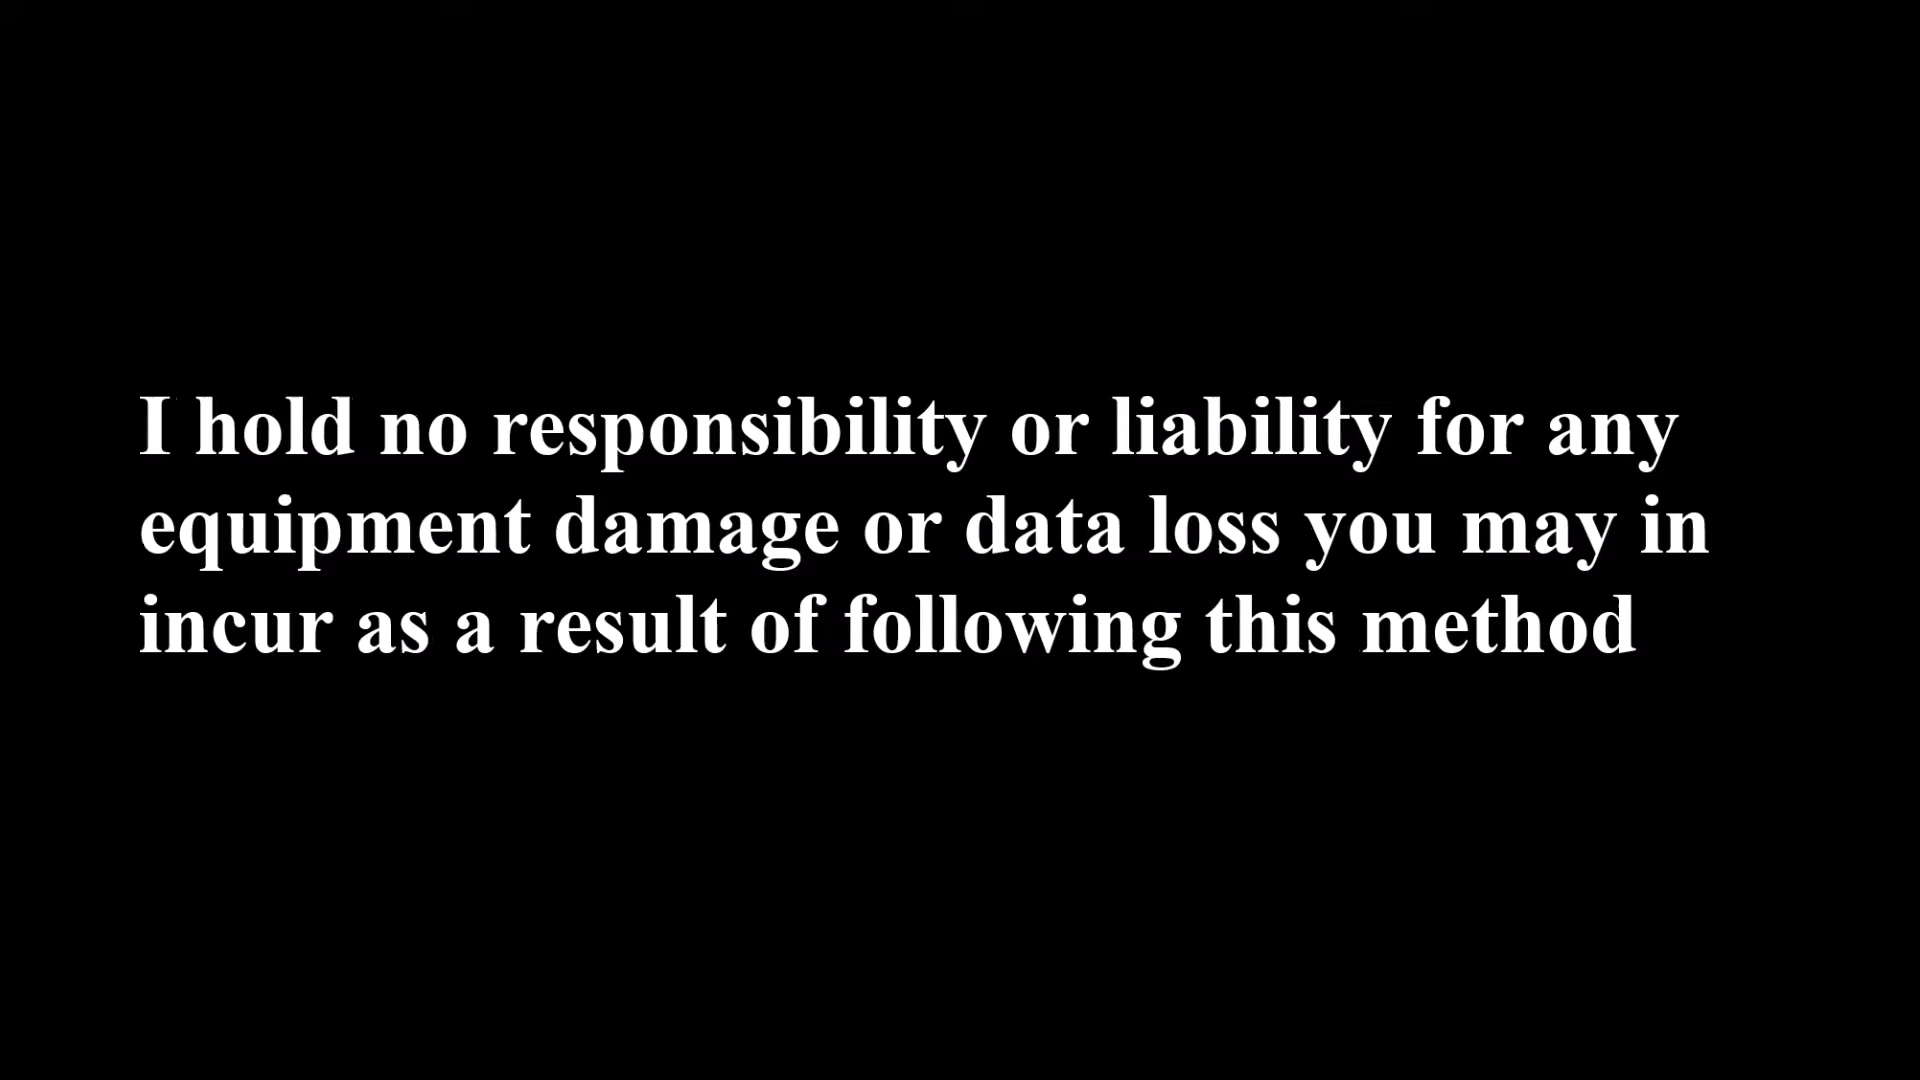 I hold no responsibility or liability for any
equipment damage or data loss you may in
incur as a result of following this method